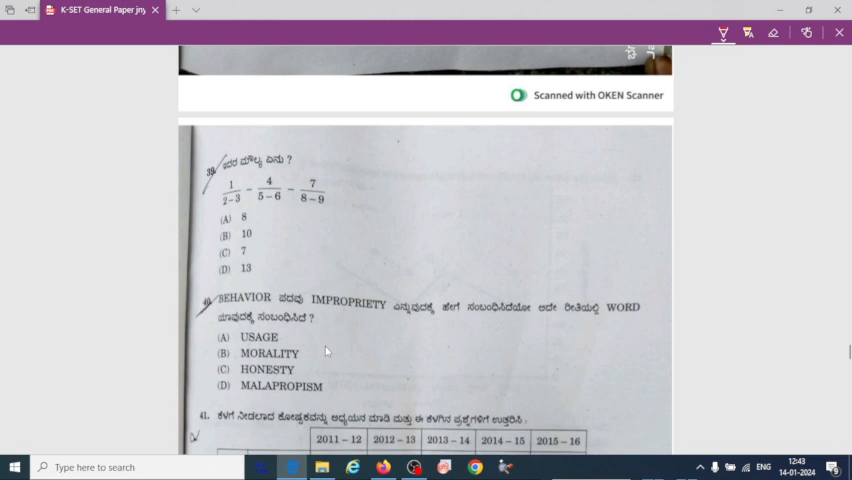 K-SET General Paper jny
Scanned with OKEN Scanner
39. ಇದರ ಮೌಲ್ಯ ಏನು ?
1/(2 – 3) – 4/(5 – 6) – 7/(8 – 9)
(A) 8
(B) 10
(C) 7
(D) 13
40. BEHAVIOR ಪದವು IMPROPRIETY ಎನ್ನುವುದಕ್ಕೆ ಹೇಗೆ ಸಂಬಂಧಿಸಿದೆಯೋ ಅದೇ ರೀತಿಯಲ್ಲಿ WORD
ಯಾವುದಕ್ಕೆ ಸಂಬಂಧಿಸಿದೆ ?
(A) USAGE
(B) MORALITY
(C) HONESTY
(D) MALAPROPISM
41. ಕೆಳಗೆ ನೀಡಲಾದ ಕೋಷ್ಟಕವನ್ನು ಅಧ್ಯಯನ ಮಾಡಿ ಮತ್ತು ಈ ಕೆಳಗಿನ ಪ್ರಶ್ನೆಗಳಿಗೆ ಉತ್ತರಿಸಿ :
2011 – 12 2012 – 13 2013 – 14 2014 – 15 2015 – 16
Type here to search
ENG
12:43
14-01-2024